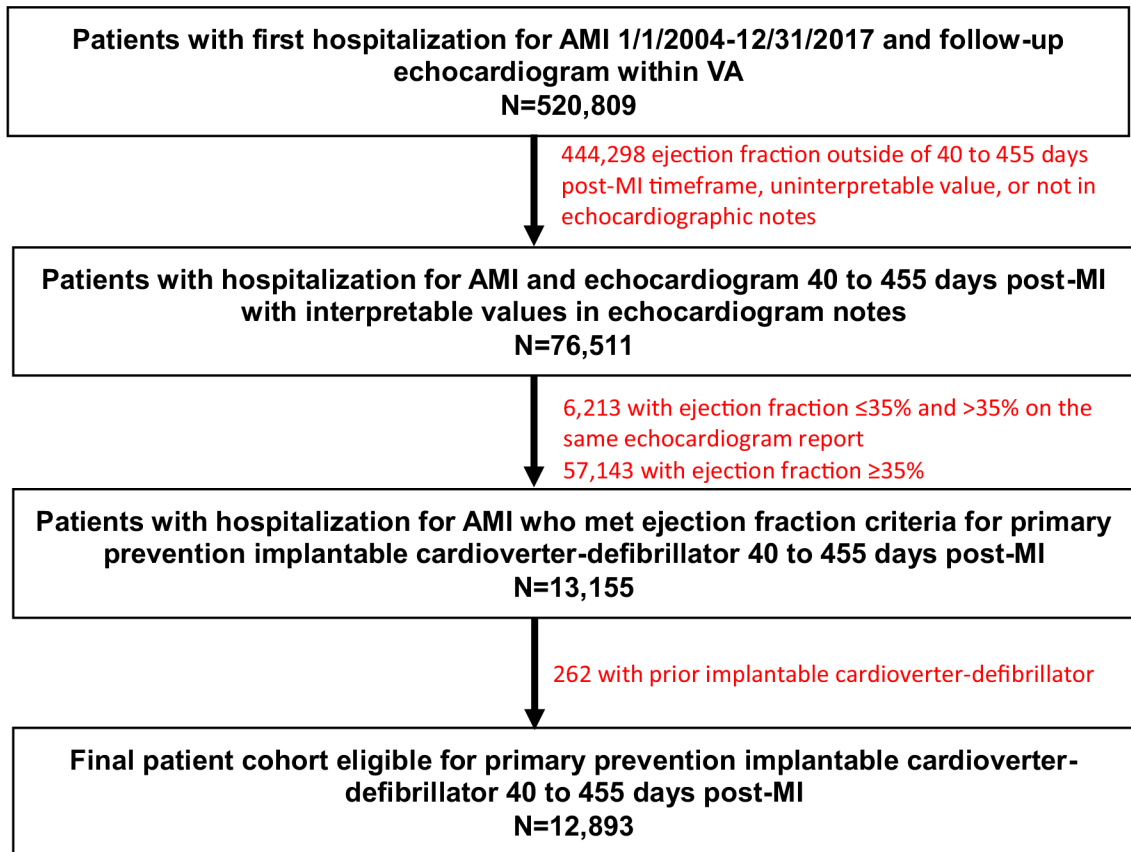 Patients with first hospitalization for AMI 1/1/2004-12/31/2017 and follow-up
echocardiogram within VA
N=520,809
444,298 ejection fraction outside of 40 to 455 days
post-MI timeframe, uninterpretable value, or not in
echocardiographic notes
Patients with hospitalization for AMI and echocardiogram 40 to 455 days post-MI
with interpretable values in echocardiogram notes
N=76,511
6,213 with ejection fraction ≤35% and >35% on the
same echocardiogram report
57,143 with ejection fraction ≥35%
Patients with hospitalization for AMI who met ejection fraction criteria for primary
prevention implantable cardioverter-defibrillator 40 to 455 days post-MI
N=13,155
262 with prior implantable cardioverter-defibrillator
Final patient cohort eligible for primary prevention implantable cardioverter-
defibrillator 40 to 455 days post-MI
N=12,893